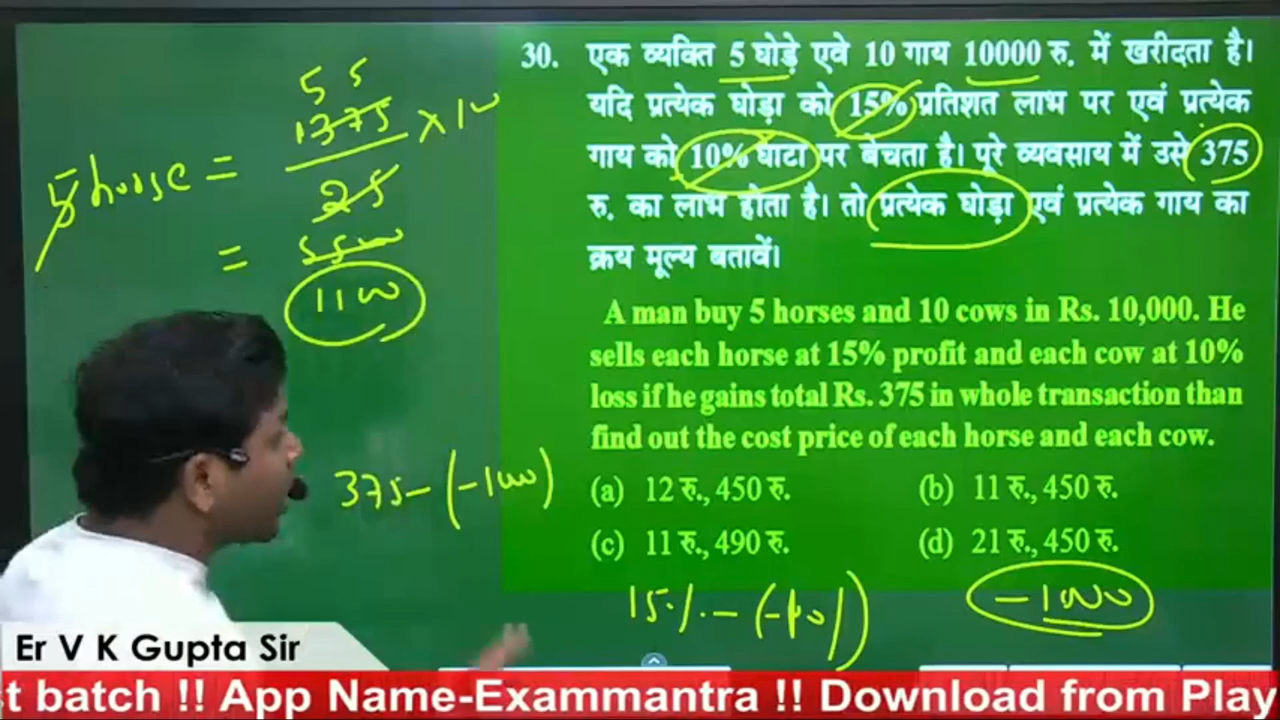 30. एक व्यक्ति 5 घोड़े एवे 10 गाय 10000 रु. में खरीदता है।
यदि प्रत्येक घोड़ा को 15% प्रतिशत लाभ पर एवं प्रत्येक
गाय को 10% घाटा पर बेचता है। पूरे व्यवसाय में उसे 375
रु. का लाभ होता है। तो प्रत्येक घोड़ा एवं प्रत्येक गाय का
क्रय मूल्य बतावें।
A man buy 5 horses and 10 cows in Rs. 10,000. He
sells each horse at 15% profit and each cow at 10%
loss if he gains total Rs. 375 in whole transaction than
find out the cost price of each horse and each cow.
(a) 12 रु., 450 रु. (b) 11 रु., 450 रु.
(c) 11 रु., 490 रु. (d) 21 रु., 450 रु.
5 5
5 horse = 1375 × 100
25
= 5500
1100
375 - (-1000)
15% - (-10%)
-1000
Er V K Gupta Sir
t batch !! App Name-Exammantra !! Download from Play